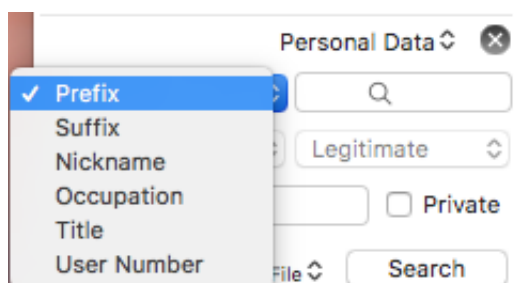 Personal Data
✓ Prefix
Suffix
Nickname
Legitimate
Occupation
Private
Title
User Number
File
Search